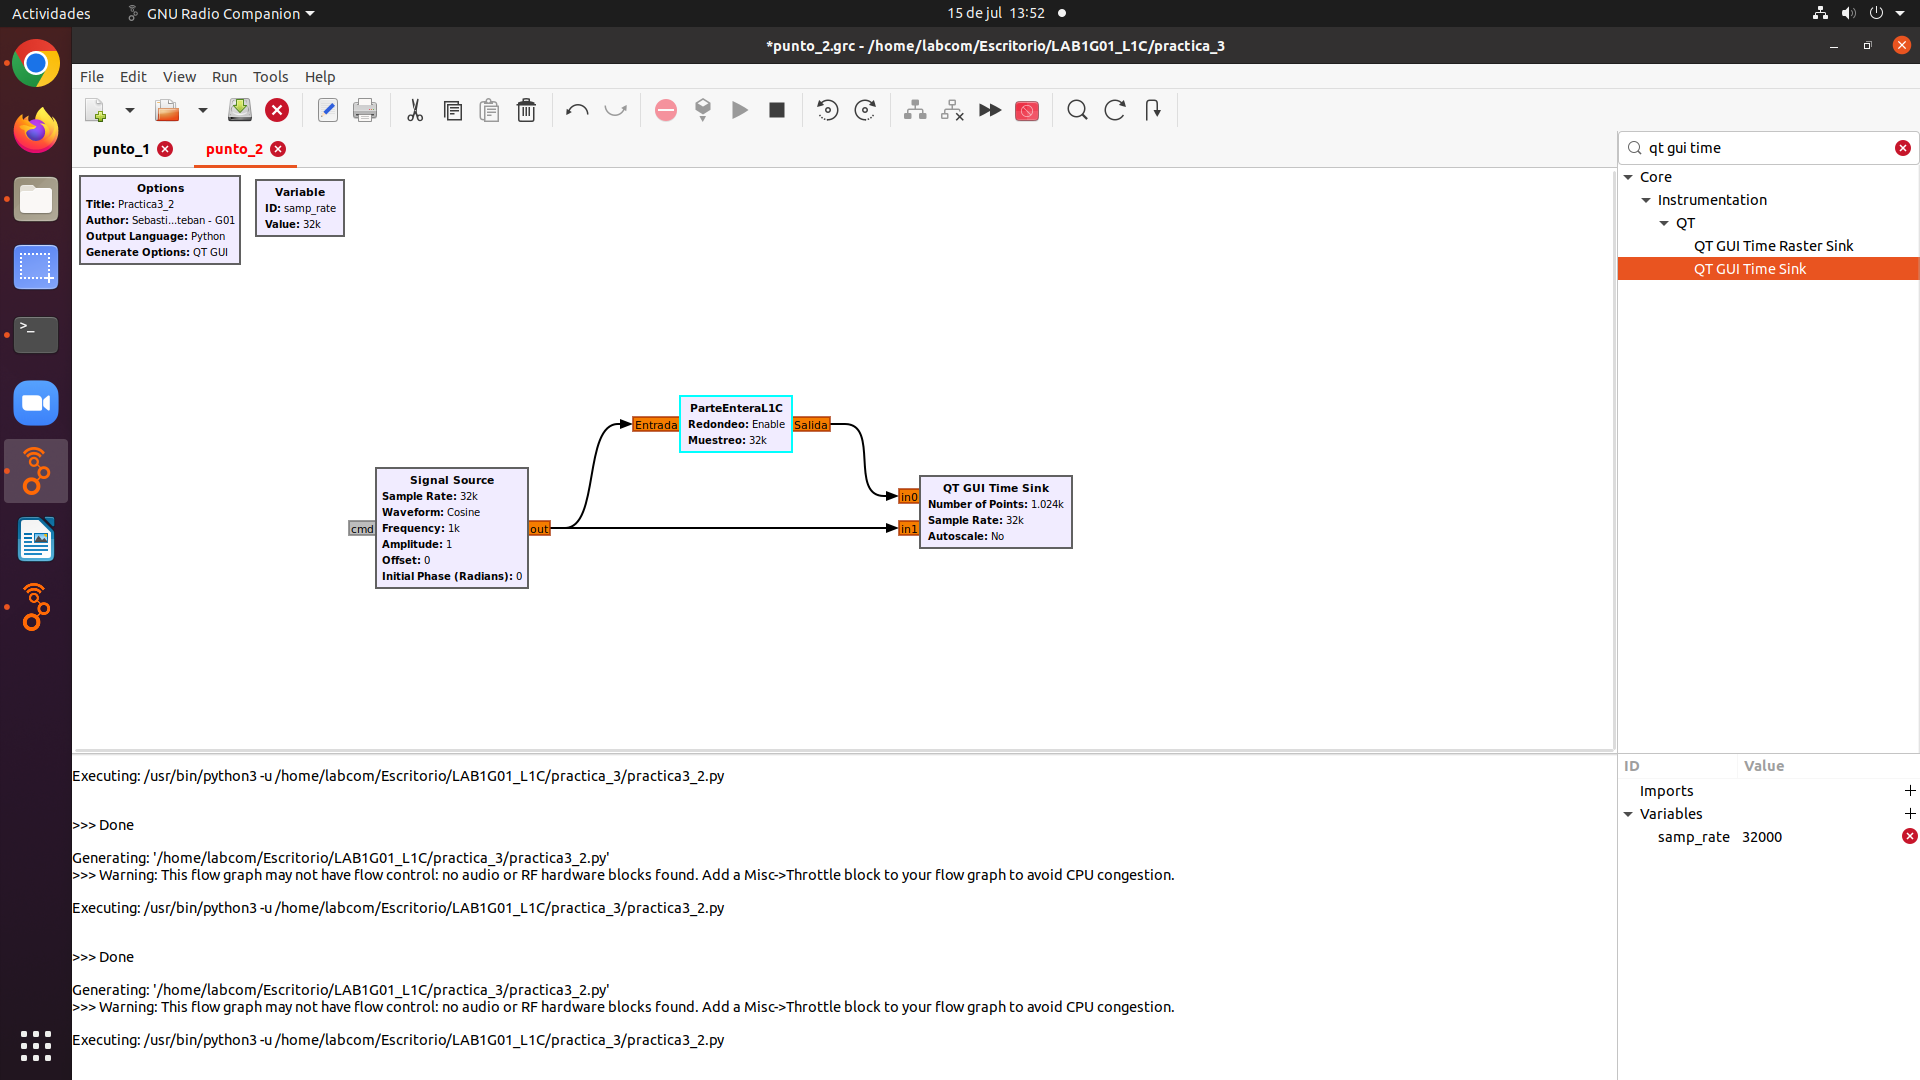 Actividades
GNU Radio Companion
15 de jul 13:52
*punto_2.grc - /home/labcom/Escritorio/LAB1G01_L1C/practica_3
File Edit View Run Tools Help
punto_1
punto_2
Options
Title: Practica3_2
Author: Sebasti...teban - G01
Output Language: Python
Generate Options: QT GUI
Variable
ID: samp_rate
Value: 32k
ParteEnteraL1C
Redondeo: Enable
Muestreo: 32k
Entrada
Salida
Signal Source
Sample Rate: 32k
Waveform: Cosine
Frequency: 1k
Amplitude: 1
Offset: 0
Initial Phase (Radians): 0
cmd
out
QT GUI Time Sink
Number of Points: 1.024k
Sample Rate: 32k
Autoscale: No
in0
in1
qt gui time
Core
Instrumentation
QT
QT GUI Time Raster Sink
QT GUI Time Sink
Executing: /usr/bin/python3 -u /home/labcom/Escritorio/LAB1G01_L1C/practica_3/practica3_2.py
>>> Done
Generating: '/home/labcom/Escritorio/LAB1G01_L1C/practica_3/practica3_2.py'
>>> Warning: This flow graph may not have flow control: no audio or RF hardware blocks found. Add a Misc->Throttle block to your flow graph to avoid CPU congestion.
Executing: /usr/bin/python3 -u /home/labcom/Escritorio/LAB1G01_L1C/practica_3/practica3_2.py
>>> Done
Generating: '/home/labcom/Escritorio/LAB1G01_L1C/practica_3/practica3_2.py'
>>> Warning: This flow graph may not have flow control: no audio or RF hardware blocks found. Add a Misc->Throttle block to your flow graph to avoid CPU congestion.
Executing: /usr/bin/python3 -u /home/labcom/Escritorio/LAB1G01_L1C/practica_3/practica3_2.py
ID Value
Imports
Variables
samp_rate 32000